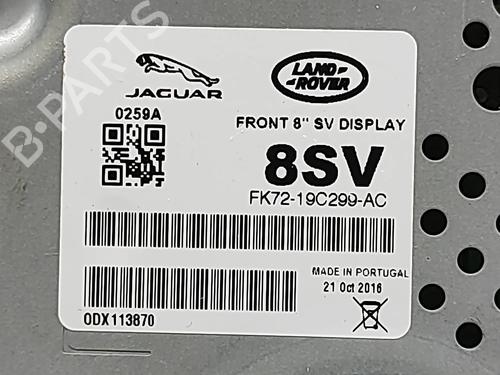 JAGUAR
LAND
ROVER
0259A
FRONT 8" SV DISPLAY
8SV
FK72-19C299-AC
MADE IN PORTUGAL
21 Oct 2016
ODX113870
B-PARTS